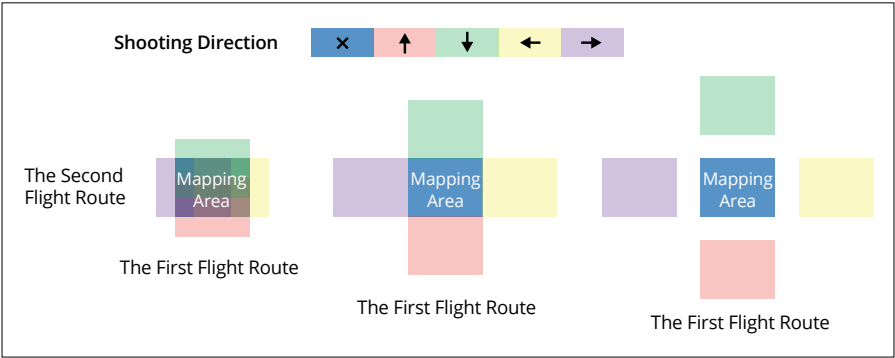 Shooting Direction
The Second
Flight Route
Mapping
Area
Mapping
Area
Mapping
Area
The First Flight Route
The First Flight Route
The First Flight Route